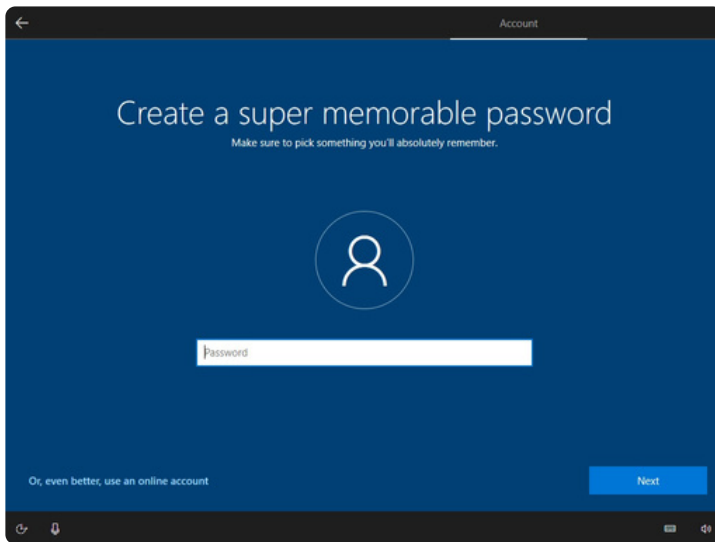 Account
Create a super memorable password
Make sure to pick something you'll absolutely remember.
Password
Or, even better, use an online account
Next